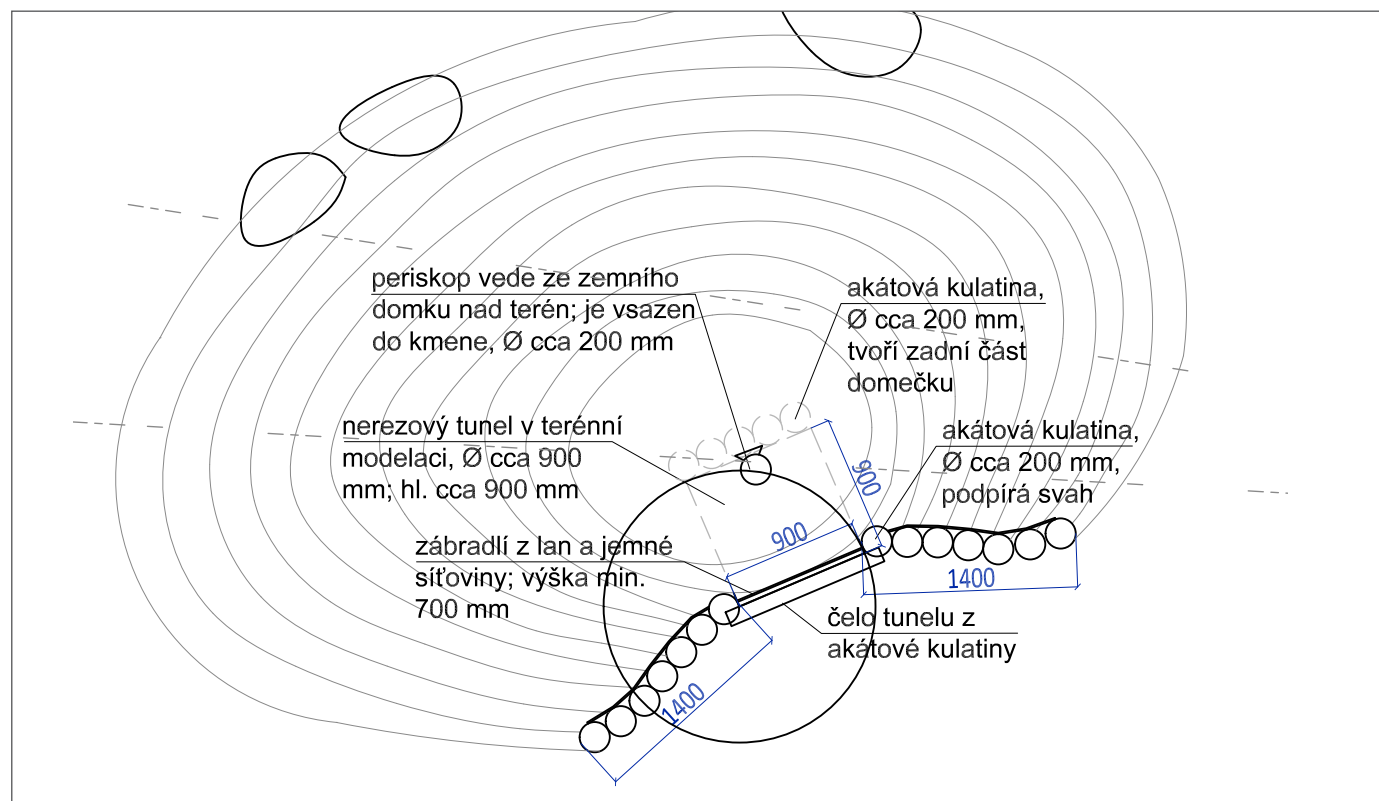 periskop vede ze zemního
domku nad terén; je vsazen
do kmene, Ø cca 200 mm
akátová kulatina,
Ø cca 200 mm,
tvoří zadní část
domečku
nerezový tunel v terénní
modelaci, Ø cca 900
mm; hl. cca 900 mm
akátová kulatina,
Ø cca 200 mm,
podpírá svah
zábradlí z lan a jemné
síťoviny; výška min.
700 mm
čelo tunelu z
akátové kulatiny
900
900
1400
1400